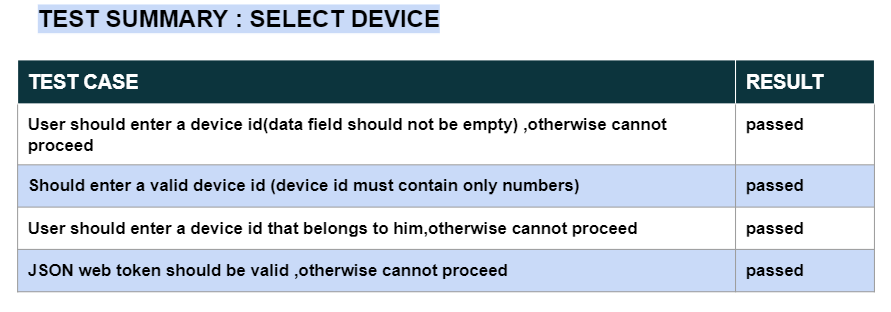 TEST SUMMARY : SELECT DEVICE
TEST CASE RESULT
User should enter a device id(data field should not be empty) ,otherwise cannot passed
proceed
Should enter a valid device id (device id must contain only numbers) passed
User should enter a device id that belongs to him,otherwise cannot proceed passed
JSON web token should be valid ,otherwise cannot proceed passed